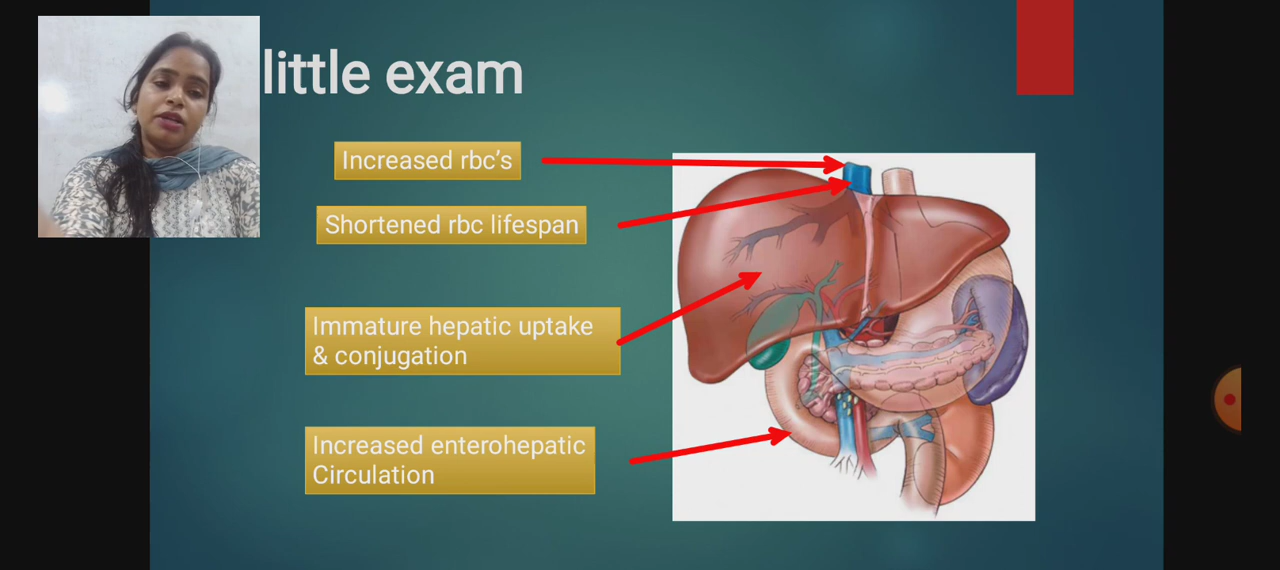 little exam
Increased rbc’s
Shortened rbc lifespan
Immature hepatic uptake
& conjugation
Increased enterohepatic
Circulation